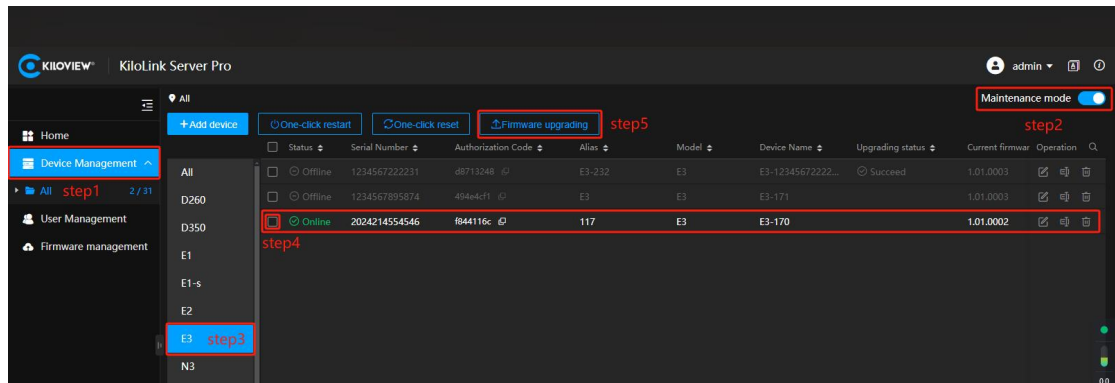 KILOVIEW KiloLink Server Pro admin
All Maintenance mode
step2
+Add device One-click restart One-click reset Firmware upgrading step5
Home
Device Management
All step1 2 / 31
User Management
Firmware management
Status Serial Number Authorization Code Alias Model Device Name Upgrading status Current firmwar Operation
All
D260
D350
E1
E1-s
E2
E3 step3
N3
Offline 1234567222231 d8713248 E3-232 E3 E3-12345672222... Succeed 1.01.0003
Offline 1234567895874 494e4cf1 E3 E3 E3-171 1.01.0003
Online 2024214554546 f844116c 117 E3 E3-170 1.01.0002
step4